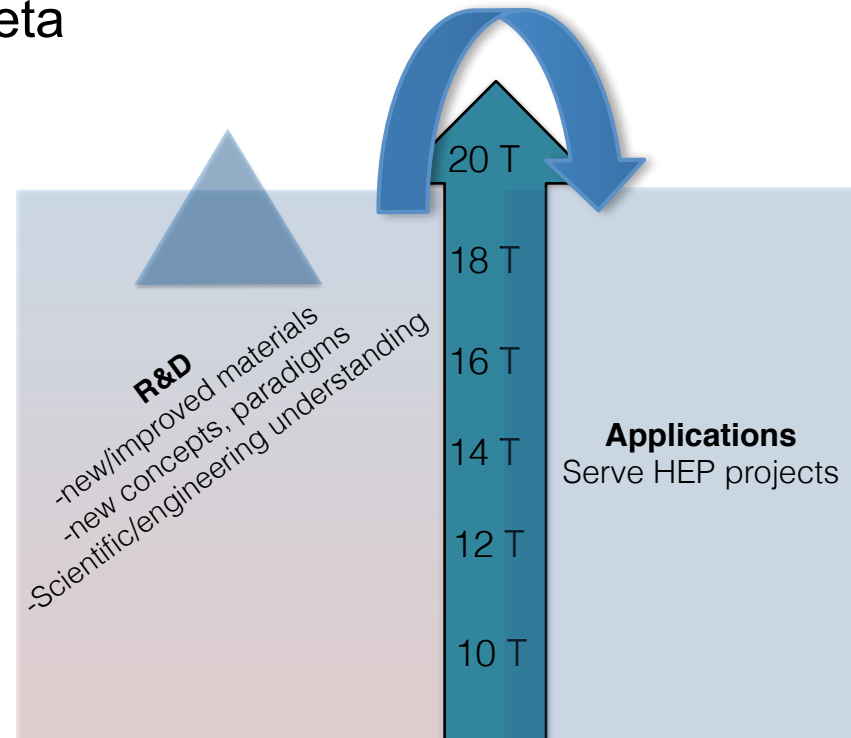 eta
20 T
18 T
16 T
14 T
12 T
10 T
R&D
-new/improved materials
-new concepts, paradigms
-Scientific/engineering understanding
Applications
Serve HEP projects